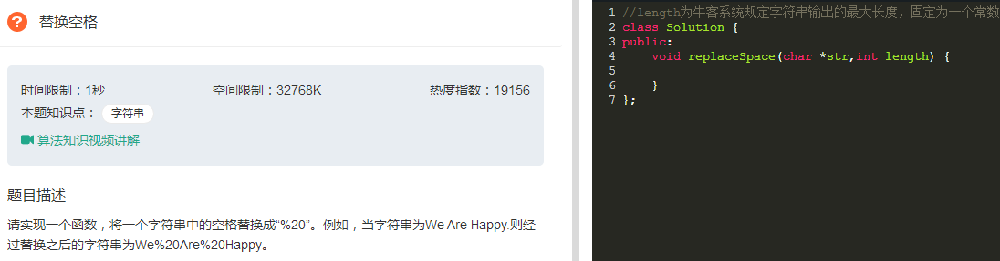 替换空格
时间限制：1秒 空间限制：32768K 热度指数：19156
本题知识点： 字符串
算法知识视频讲解
题目描述
请实现一个函数，将一个字符串中的空格替换成“%20”。例如，当字符串为We Are Happy.则经
过替换之后的字符串为We%20Are%20Happy。
1 //length为牛客系统规定字符串输出的最大长度，固定为一个常数
2 class Solution {
3 public:
4     void replaceSpace(char *str,int length) {
5
6     }
7 };